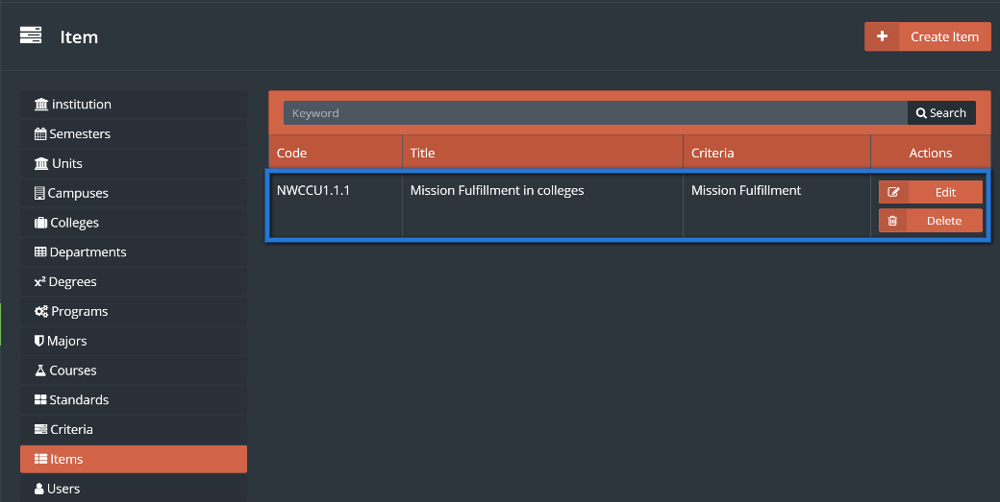 Item
Create Item
institution
Semesters
Units
Campuses
Colleges
Departments
x² Degrees
Programs
Majors
Courses
Standards
Criteria
Items
Users
Keyword
Search
Code Title Criteria Actions
NWCCU1.1.1 Mission Fulfillment in colleges Mission Fulfillment Edit
Delete